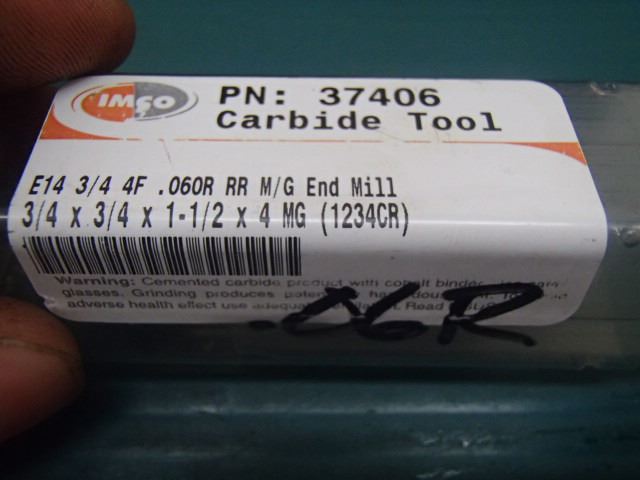 IMCO
PN: 37406
Carbide Tool
E14 3/4 4F .060R RR M/G End Mill
3/4 x 3/4 x 1-1/2 x 4 MG (1234CR)
Warning: Cemented carbide product with cobalt binder
glasses. Grinding produces
adverse health effect use Read
.06R